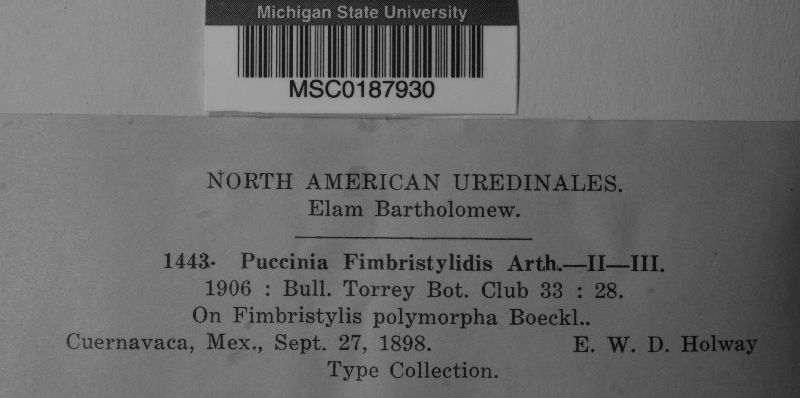 Michigan State University
MSC0187930
NORTH AMERICAN UREDINALES.
Elam Bartholomew.
1443. Puccinia Fimbristylidis Arth.—II—III.
1906 : Bull. Torrey Bot. Club 33 : 28.
On Fimbristylis polymorpha Boeckl..
Cuernavaca, Mex., Sept. 27, 1898. E. W. D. Holway
Type Collection.